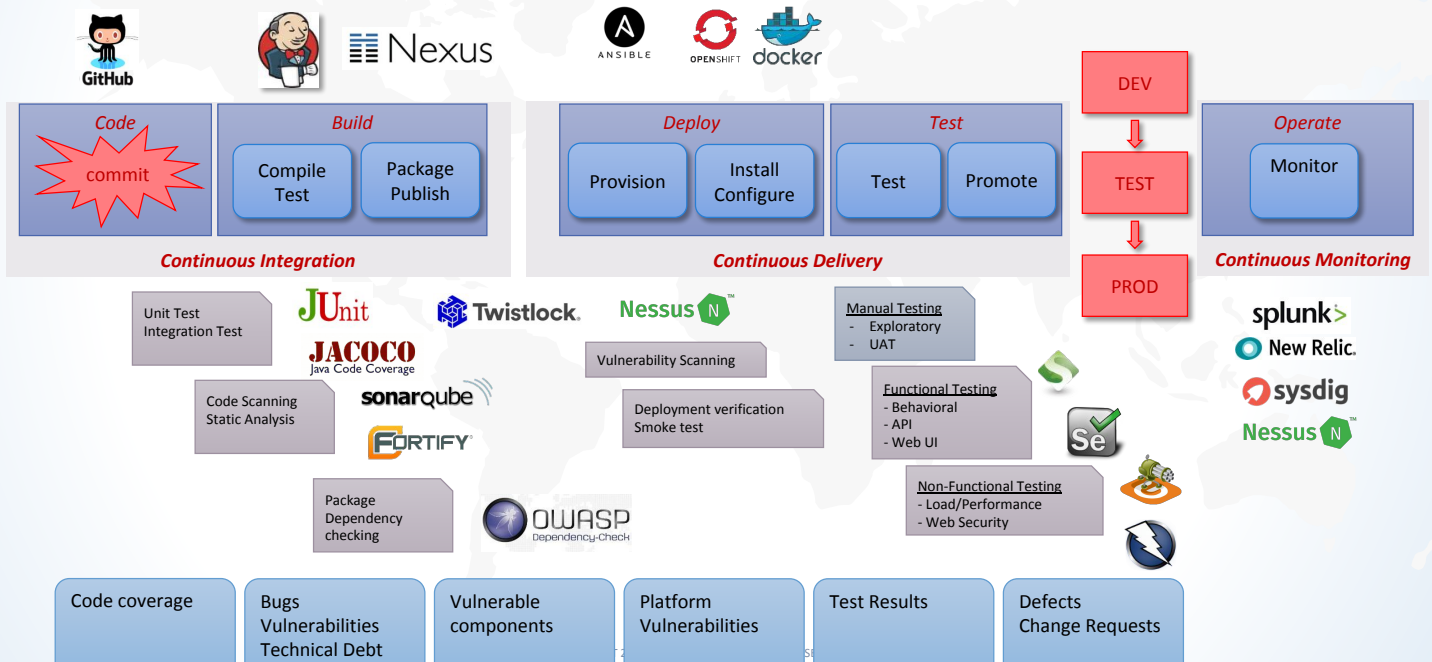 GitHub
Nexus
ANSIBLE
OPENSHIFT
docker
DEV
TEST
PROD
Code
commit
Build
Compile
Test
Package
Publish
Deploy
Provision
Install
Configure
Test
Test
Promote
Operate
Monitor
Continuous Integration
Continuous Delivery
Continuous Monitoring
Unit Test
Integration Test
JUnit
JACOCO
Java Code Coverage
Twistlock.
Nessus N ™
Code Scanning
Static Analysis
sonarqube
FORTIFY
Package
Dependency
checking
OWASP
Dependency-Check
Vulnerability Scanning
Deployment verification
Smoke test
Manual Testing
- Exploratory
- UAT
Functional Testing
- Behavioral
- API
- Web UI
Se
Non-Functional Testing
- Load/Performance
- Web Security
splunk>
New Relic.
sysdig
Nessus N ™
Code coverage
Bugs
Vulnerabilities
Technical Debt
Vulnerable
components
Platform
Vulnerabilities
Test Results
Defects
Change Requests